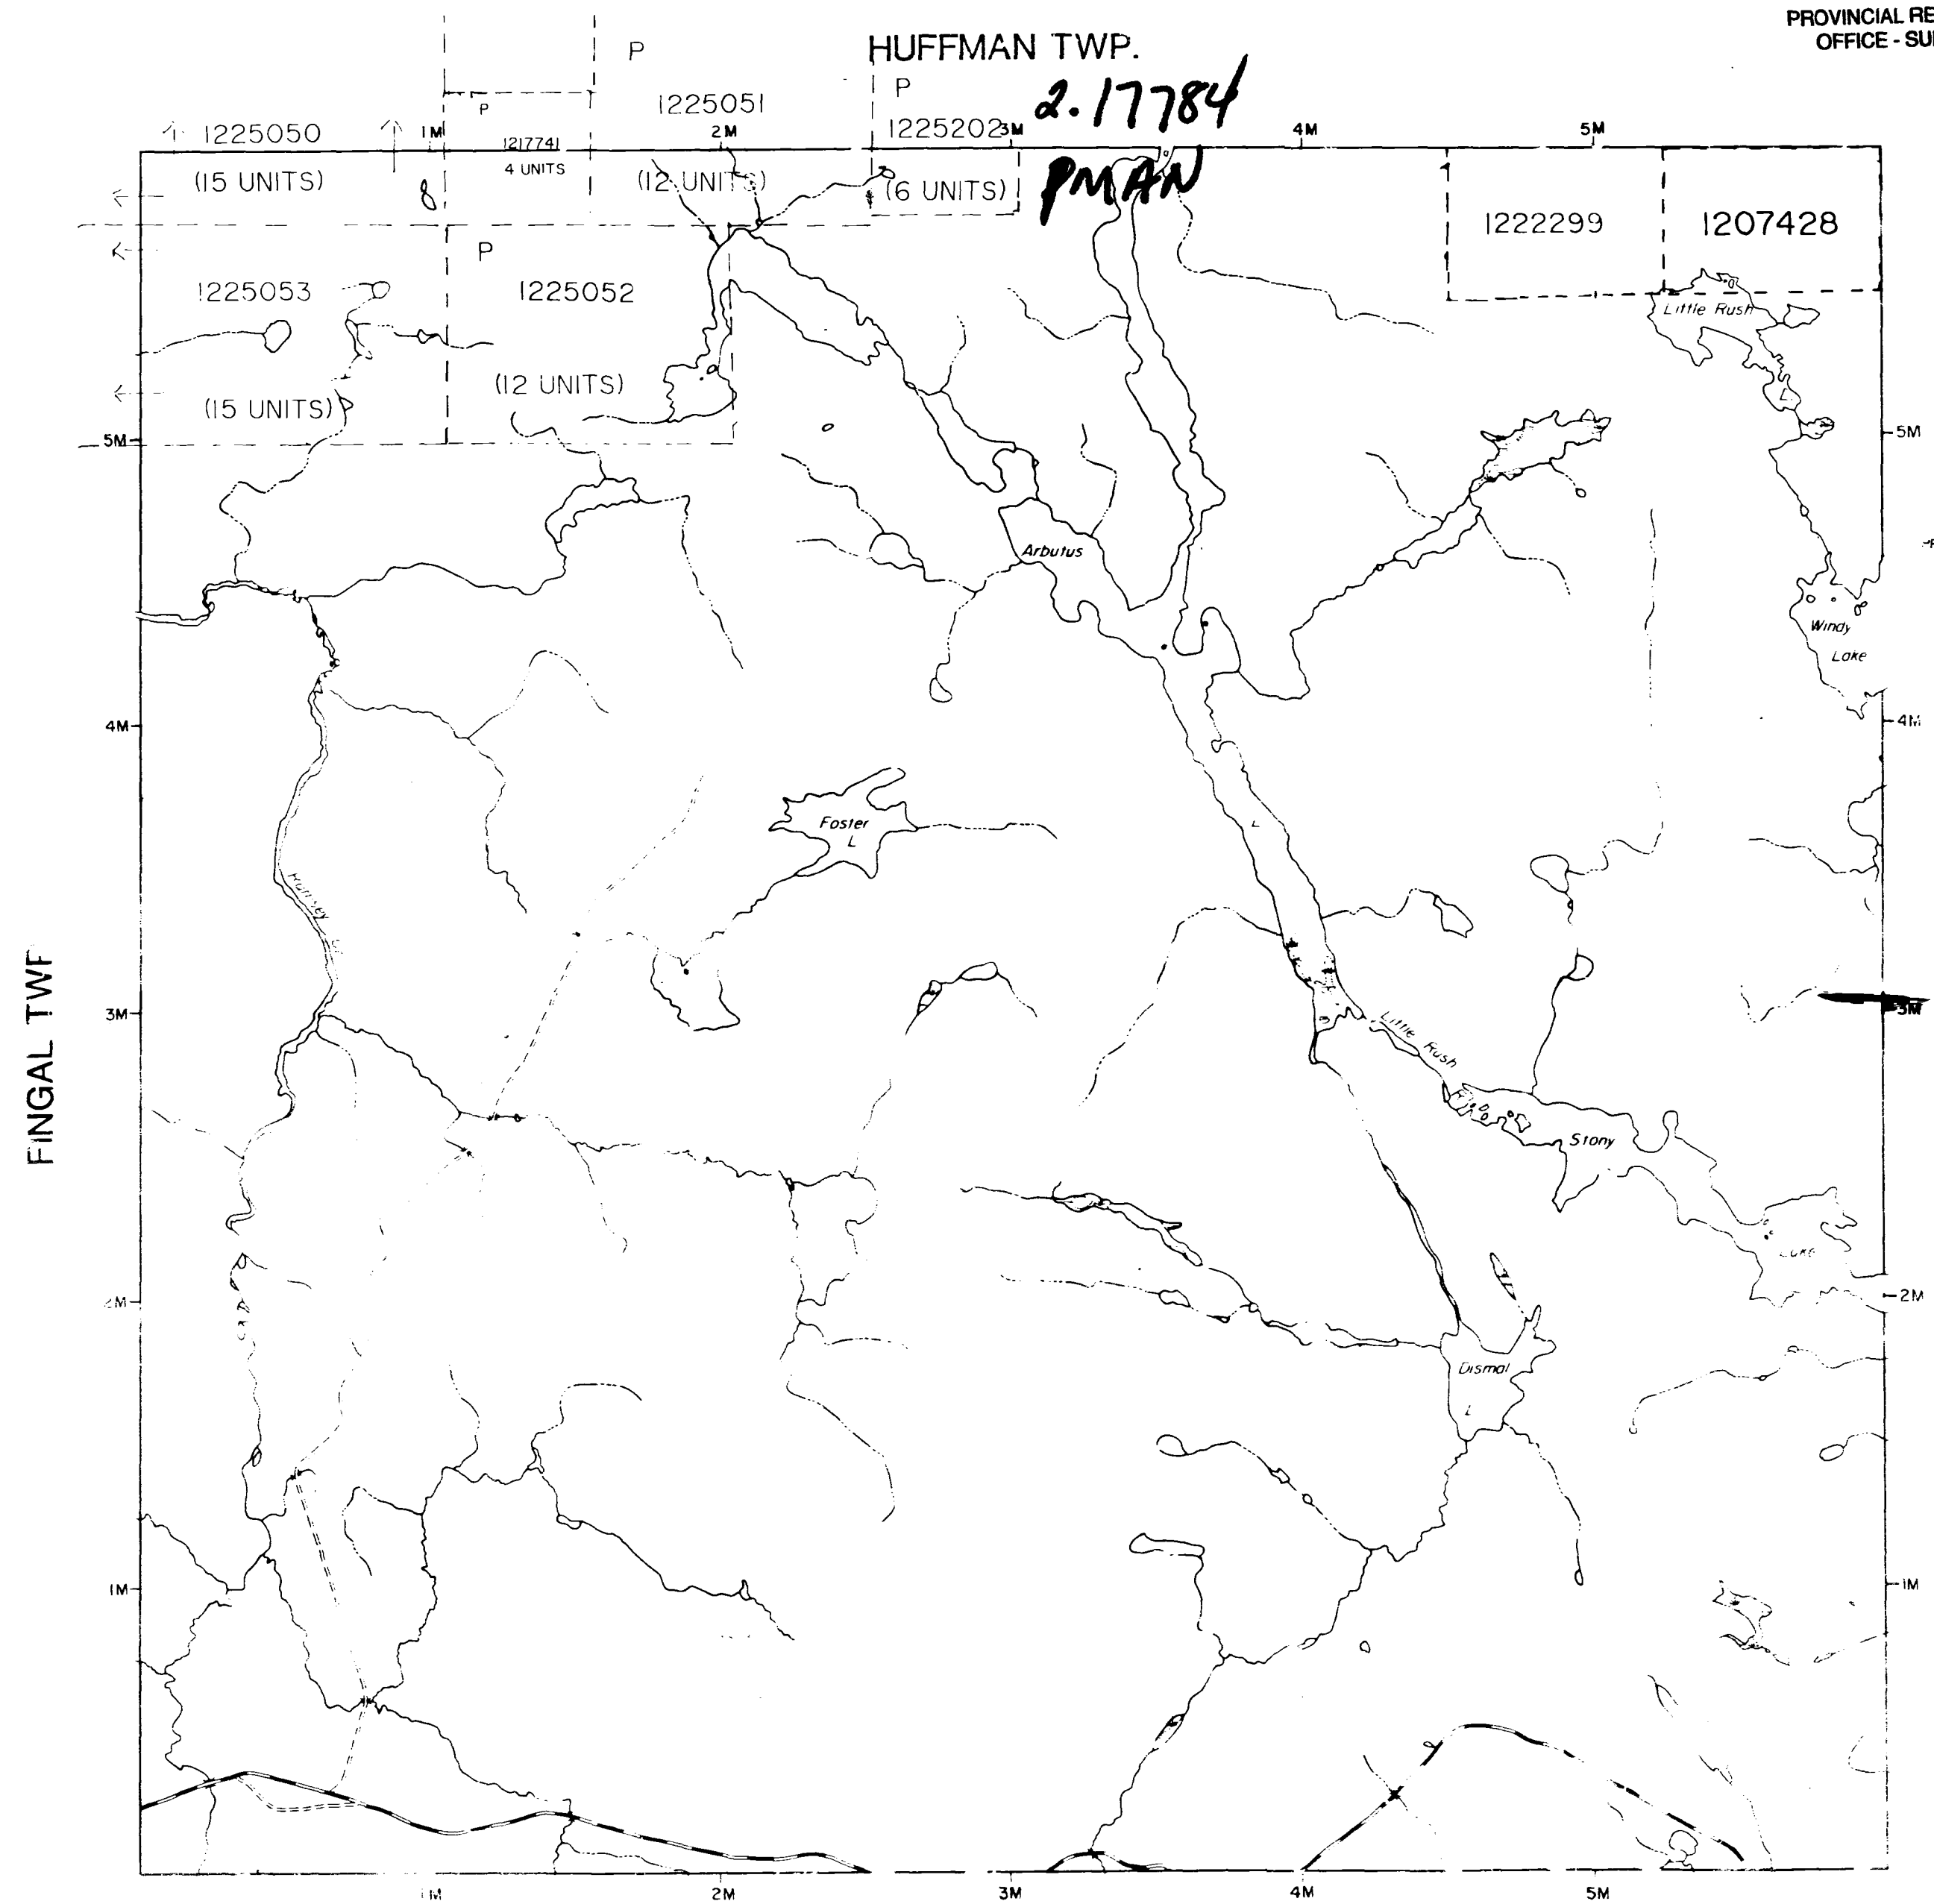 PROVINCIAL RE
OFFICE - SU
HUFFMAN TWP.
2.17784
PMAN
P
P
P
1225050
1M
1217741
4 UNITS
1225051
2M
1225202
3M
4M
5M
(15 UNITS)
8
(12 UNITS)
(6 UNITS)
1222299
1207428
P
1225053
1225052
Little Rush
L
(15 UNITS)
(12 UNITS)
5M
5M
Arbutus
Windy
Lake
4M
4M
Foster
L
L
FINGAL TWP
3M
3M
Little Rush
Stony
Lake
2M
2M
Dismal
L
1M
1M
1M
2M
3M
4M
5M